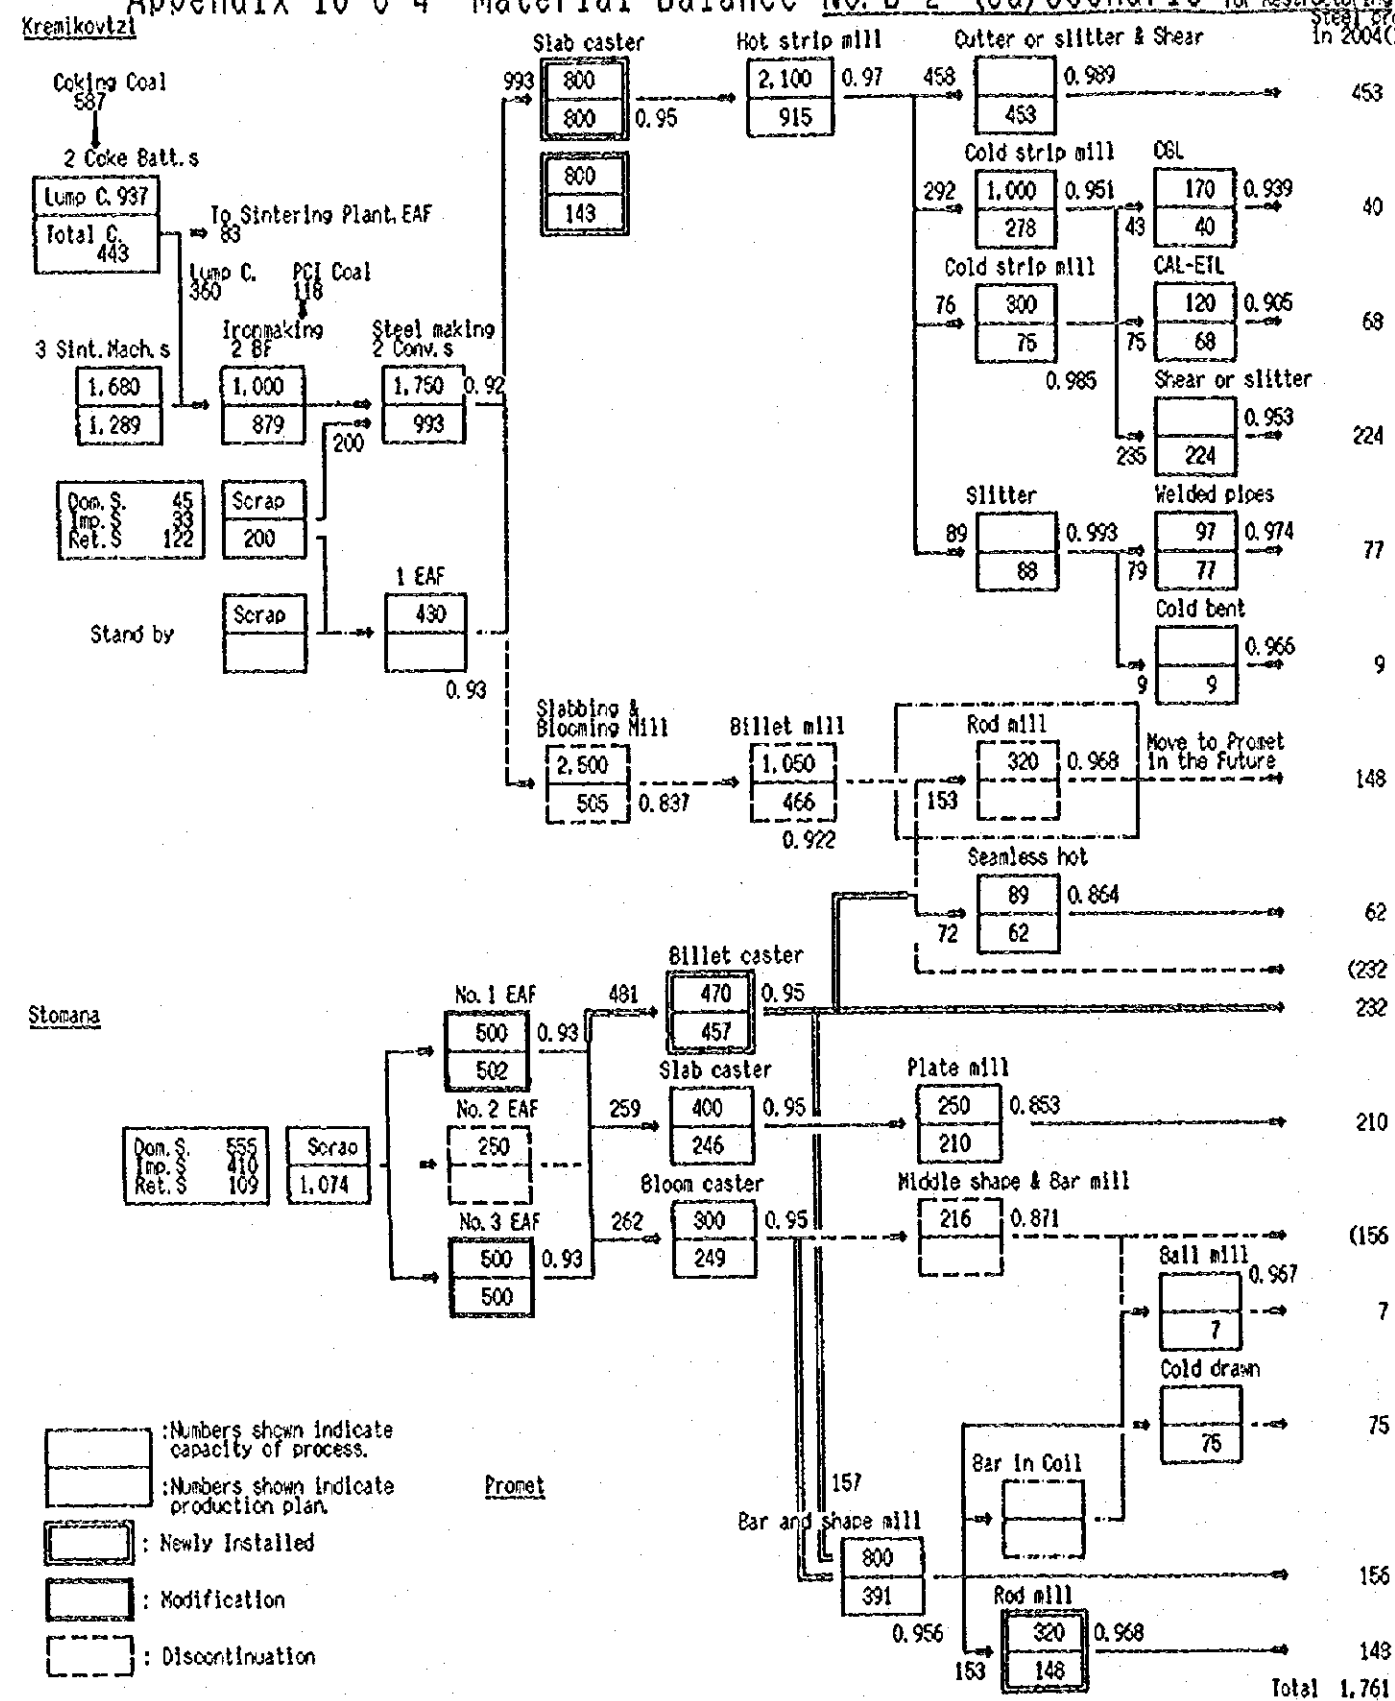 Appendix 10-6-4 Material Balance No. B-2
Kremikovtzi
In 2004(
Slab caster
Hot strip mill
Cutter or slitter & Shear
Coking Coal
587
993
800
800
0.95
2,100
0.97
915
458
0.989
453
453
2 Coke Batt.s
Lump C. 937
Total C.
443
To Sintering Plant, EAF
83
Lump C.
360
PCI Coal
118
800
143
Cold strip mill
CGL
292
1,000
0.951
278
43
170
0.939
40
40
Cold strip mill
CAL-ETL
76
300
75
0.985
75
120
0.905
68
68
3 Sint. Mach. s
Ironmaking
2 BF
Steel making
2 Conv. s
1,680
1,289
1,000
879
1,750
0.92
993
200
Shear or slitter
0.953
235
224
224
Dom. S. 45
Imp. S 33
Ret. S 122
Scrap
200
Slitter
Welded pipes
89
0.993
88
79
97
0.974
77
77
Stand by
Scrap
1 EAF
430
0.93
Cold bent
0.966
9
9
9
Slabbing &
Blooming Mill
Billet mill
Rod mill
2,500
505
0.837
1,050
466
0.922
153
320
0.968
Move to Promet
in the Future
148
Seamless hot
72
89
0.864
62
62
(232
232
Stomana
Billet caster
No. 1 EAF
481
470
0.95
457
500
0.93
502
Slab caster
Plate mill
259
400
0.95
246
250
0.853
210
210
No. 2 EAF
250
Dom. S. 555
Imp. S 410
Ret. S 109
Scrap
1,074
Bloom caster
Middle shape & Bar mill
No. 3 EAF
262
300
0.95
249
216
0.871
(156
500
0.93
500
Ball mill
0.967
7
7
Cold drawn
75
75
:Numbers shown indicate
capacity of process.
:Numbers shown indicate
production plan.
: Newly Installed
: Modification
: Discontinuation
Promet
Bar in Coil
157
Bar and shape mill
800
391
0.956
156
Rod mill
153
320
0.968
148
148
Total 1,761